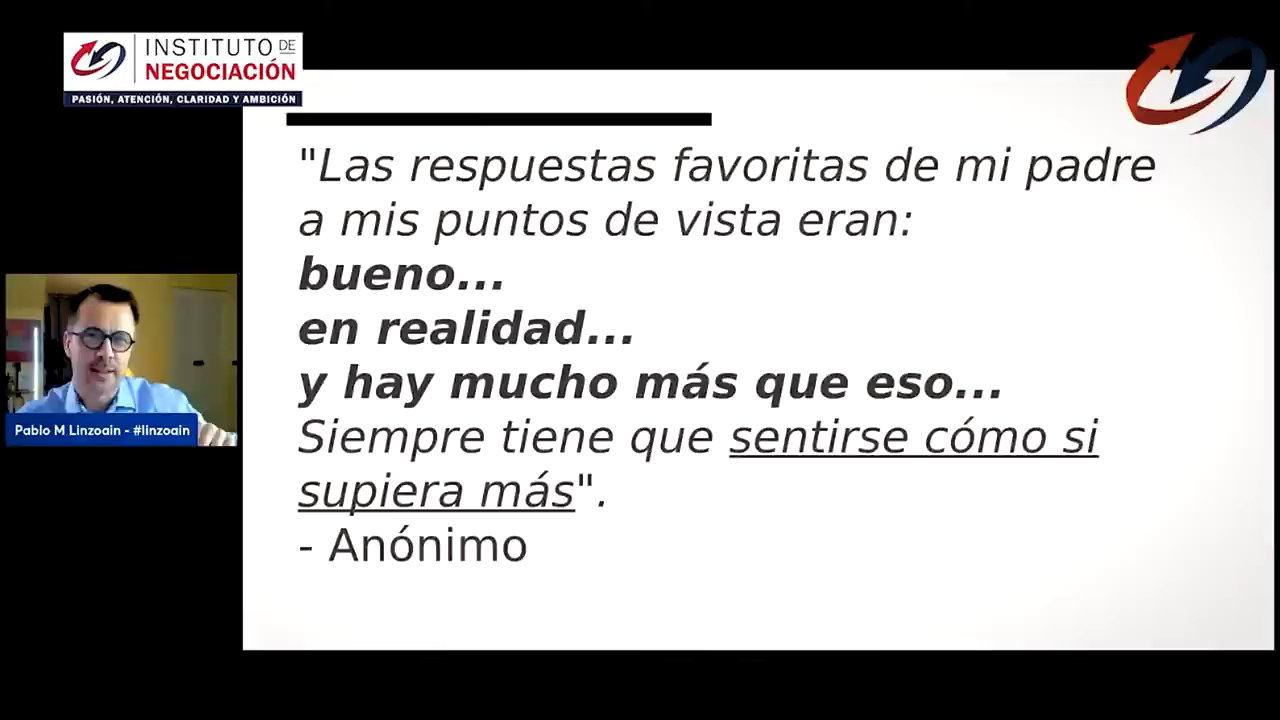 INSTITUTO DE
NEGOCIACIÓN
PASIÓN, ATENCIÓN, CLARIDAD Y AMBICIÓN
"Las respuestas favoritas de mi padre
a mis puntos de vista eran:
bueno...
en realidad...
y hay mucho más que eso...
Siempre tiene que sentirse cómo si
supiera más".
- Anónimo
Pablo M Linzoain - #linzoain